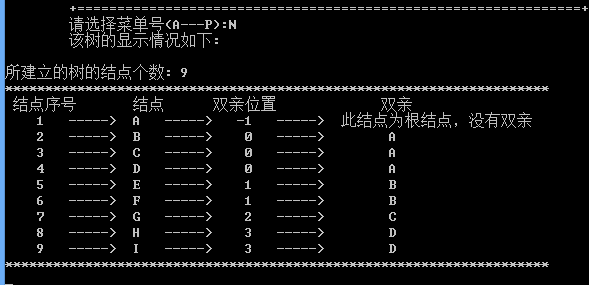 +===========================================================+
请选择菜单号(A---P):N
该树的显示情况如下:
所建立的树的结点个数: 9
********************************************************************
结点序号 结点 双亲位置 双亲
1 -----> A -----> -1 -----> 此结点为根结点, 没有双亲
2 -----> B -----> 0 -----> A
3 -----> C -----> 0 -----> A
4 -----> D -----> 0 -----> A
5 -----> E -----> 1 -----> B
6 -----> F -----> 1 -----> B
7 -----> G -----> 2 -----> C
8 -----> H -----> 3 -----> D
9 -----> I -----> 3 -----> D
********************************************************************